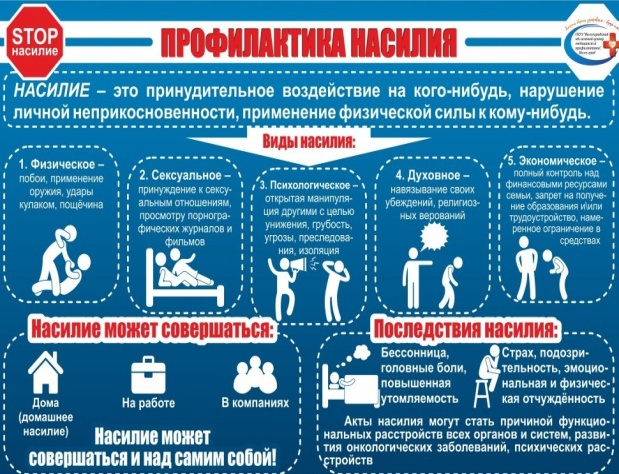 STOP
насилие
ПРОФИЛАКТИКА НАСИЛИЯ
НАСИЛИЕ – это принудительное воздействие на кого-нибудь, нарушение
личной неприкосновенности, применение физической силы к кому-нибудь.
Виды насилия:
1. Физическое –
побои, применение
оружия, удары
кулаком, пощёчина
2. Сексуальное –
принуждение к сексу-
альным отношениям,
просмотру порногра-
фических журналов и
фильмов
3. Психологическое –
открытая манипуля-
ция другими с целью
унижения, грубость,
угрозы, преследова-
ния, изоляция
4. Духовное –
навязывание своих
убеждений, религиоз-
ных верований
5. Экономическое –
полный контроль над
финансовыми ресурсами
семьи, запрет на получе-
ние образования и/или
трудоустройство, наме-
ренное ограничение в
средствах
Насилие может совершаться:
Дома
(домашнее
насилие)
На работе
В компаниях
Насилие может
совершаться и над самим собой!
Последствия насилия:
Бессонница,
головные боли,
повышенная
утомляемость
Страх, подозри-
тельность, эмоцио-
нальная и физичес-
кая отчуждённость
Акты насилия могут стать причиной функцио-
нальных расстройств всех органов и систем, разви-
тия онкологических заболеваний, психических рас-
стройств